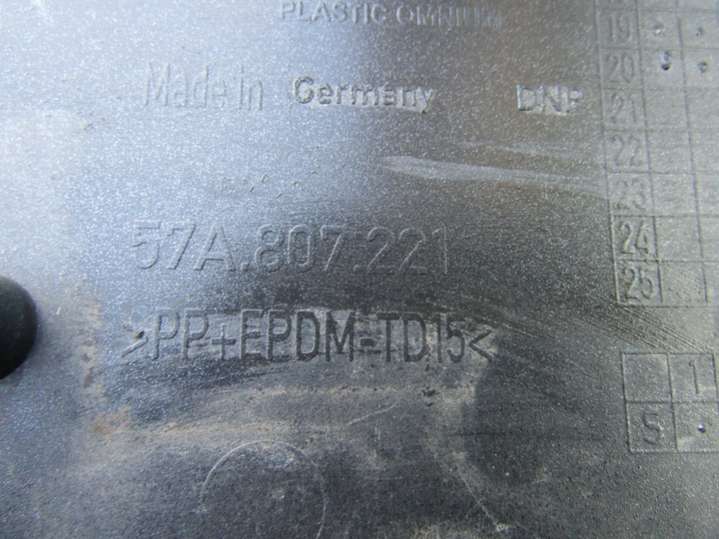 PLASTIC OMNIUM
Made in Germany DNP
57A.807.221
>PP+EPDM-TD15<
19
20
21
22
23
24
25
1
S